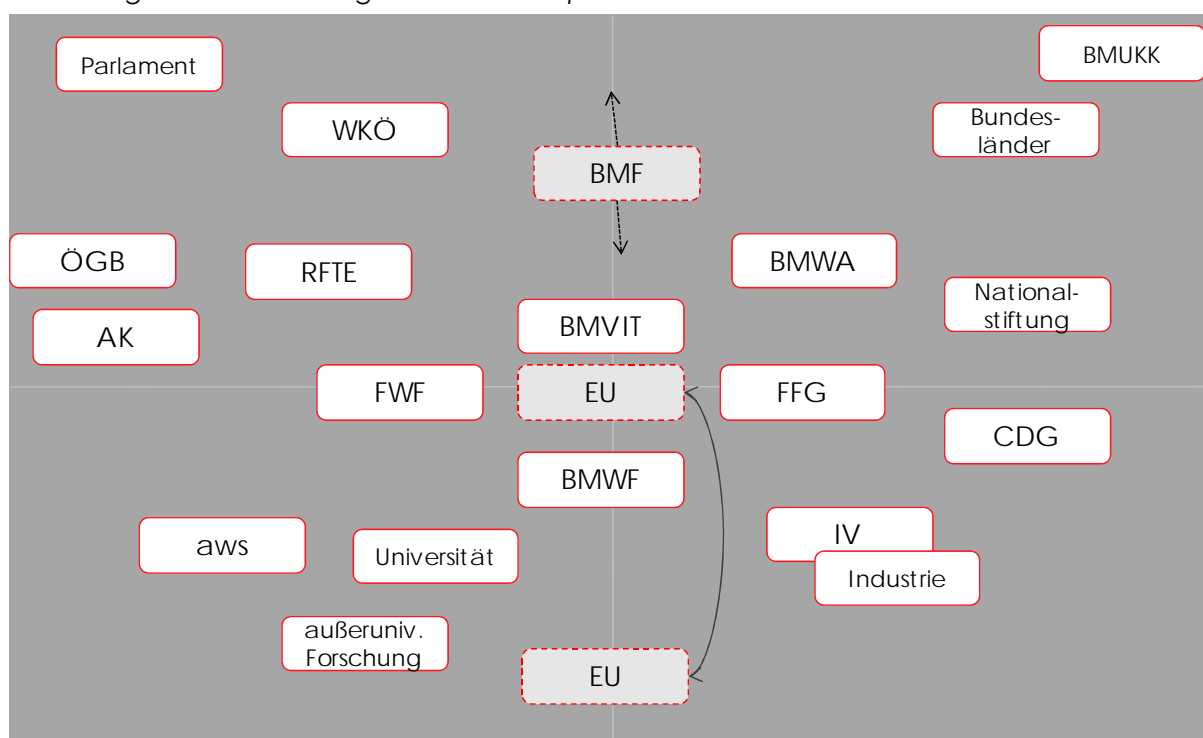 Parlament
BMUKK
WKÖ
Bundes-
länder
BMF
ÖGB
RFTE
BMWA
National-
stiftung
AK
BMVIT
FWF
EU
FFG
CDG
BMWF
aws
Universität
IV
Industrie
außeruniv.
Forschung
EU